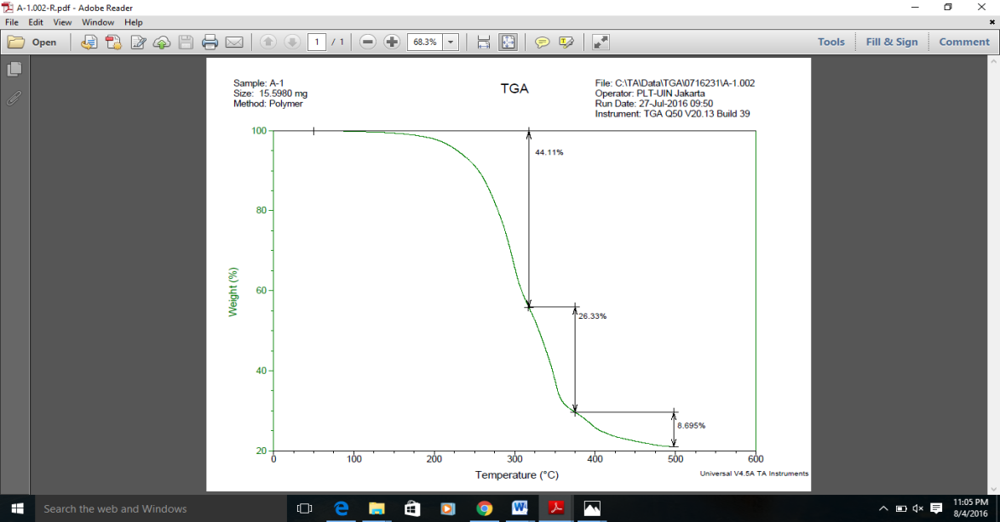 A-1.002-R.pdf - Adobe Reader
File Edit View Window Help
Open 1 / 1 68.3% Tools Fill & Sign Comment
Sample: A-1
Size: 15.5980 mg
Method: Polymer
TGA
File: C:\TA\Data\TGA\0716231\A-1.002
Operator: PLT-UIN Jakarta
Run Date: 27-Jul-2016 09:50
Instrument: TGA Q50 V20.13 Build 39
100
80
60
40
20
Weight (%)
44.11%
26.33%
8.695%
0 100 200 300 400 500 600
Temperature (°C)
Universal V4.5A TA Instruments
Search the web and Windows
11:05 PM
8/4/2016